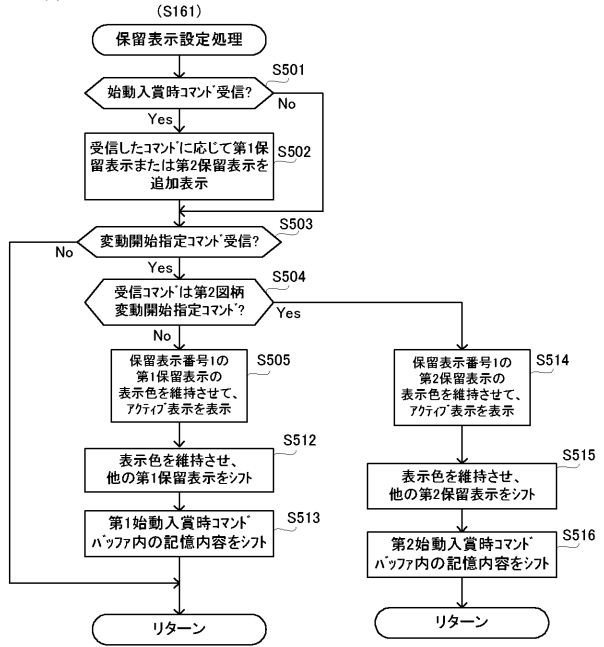 (S161)
保留表示設定処理
S501
始動入賞時コマンド受信?
No
Yes
S502
受信したコマンドに応じて第1保
留表示または第2保留表示を
追加表示
S503
変動開始指定コマンド受信?
No
Yes
S504
受信コマンドは第2図柄
変動開始指定コマンド?
Yes
No
S505
保留表示番号1の
第1保留表示の
表示色を維持させて、
アクティブ表示を表示
S514
保留表示番号1の
第2保留表示の
表示色を維持させて、
アクティブ表示を表示
S512
表示色を維持させ、
他の第1保留表示をシフト
S515
表示色を維持させ、
他の第2保留表示をシフト
S513
第1始動入賞時コマンド
バッファ内の記憶内容をシフト
S516
第2始動入賞時コマンド
バッファ内の記憶内容をシフト
リターン
リターン